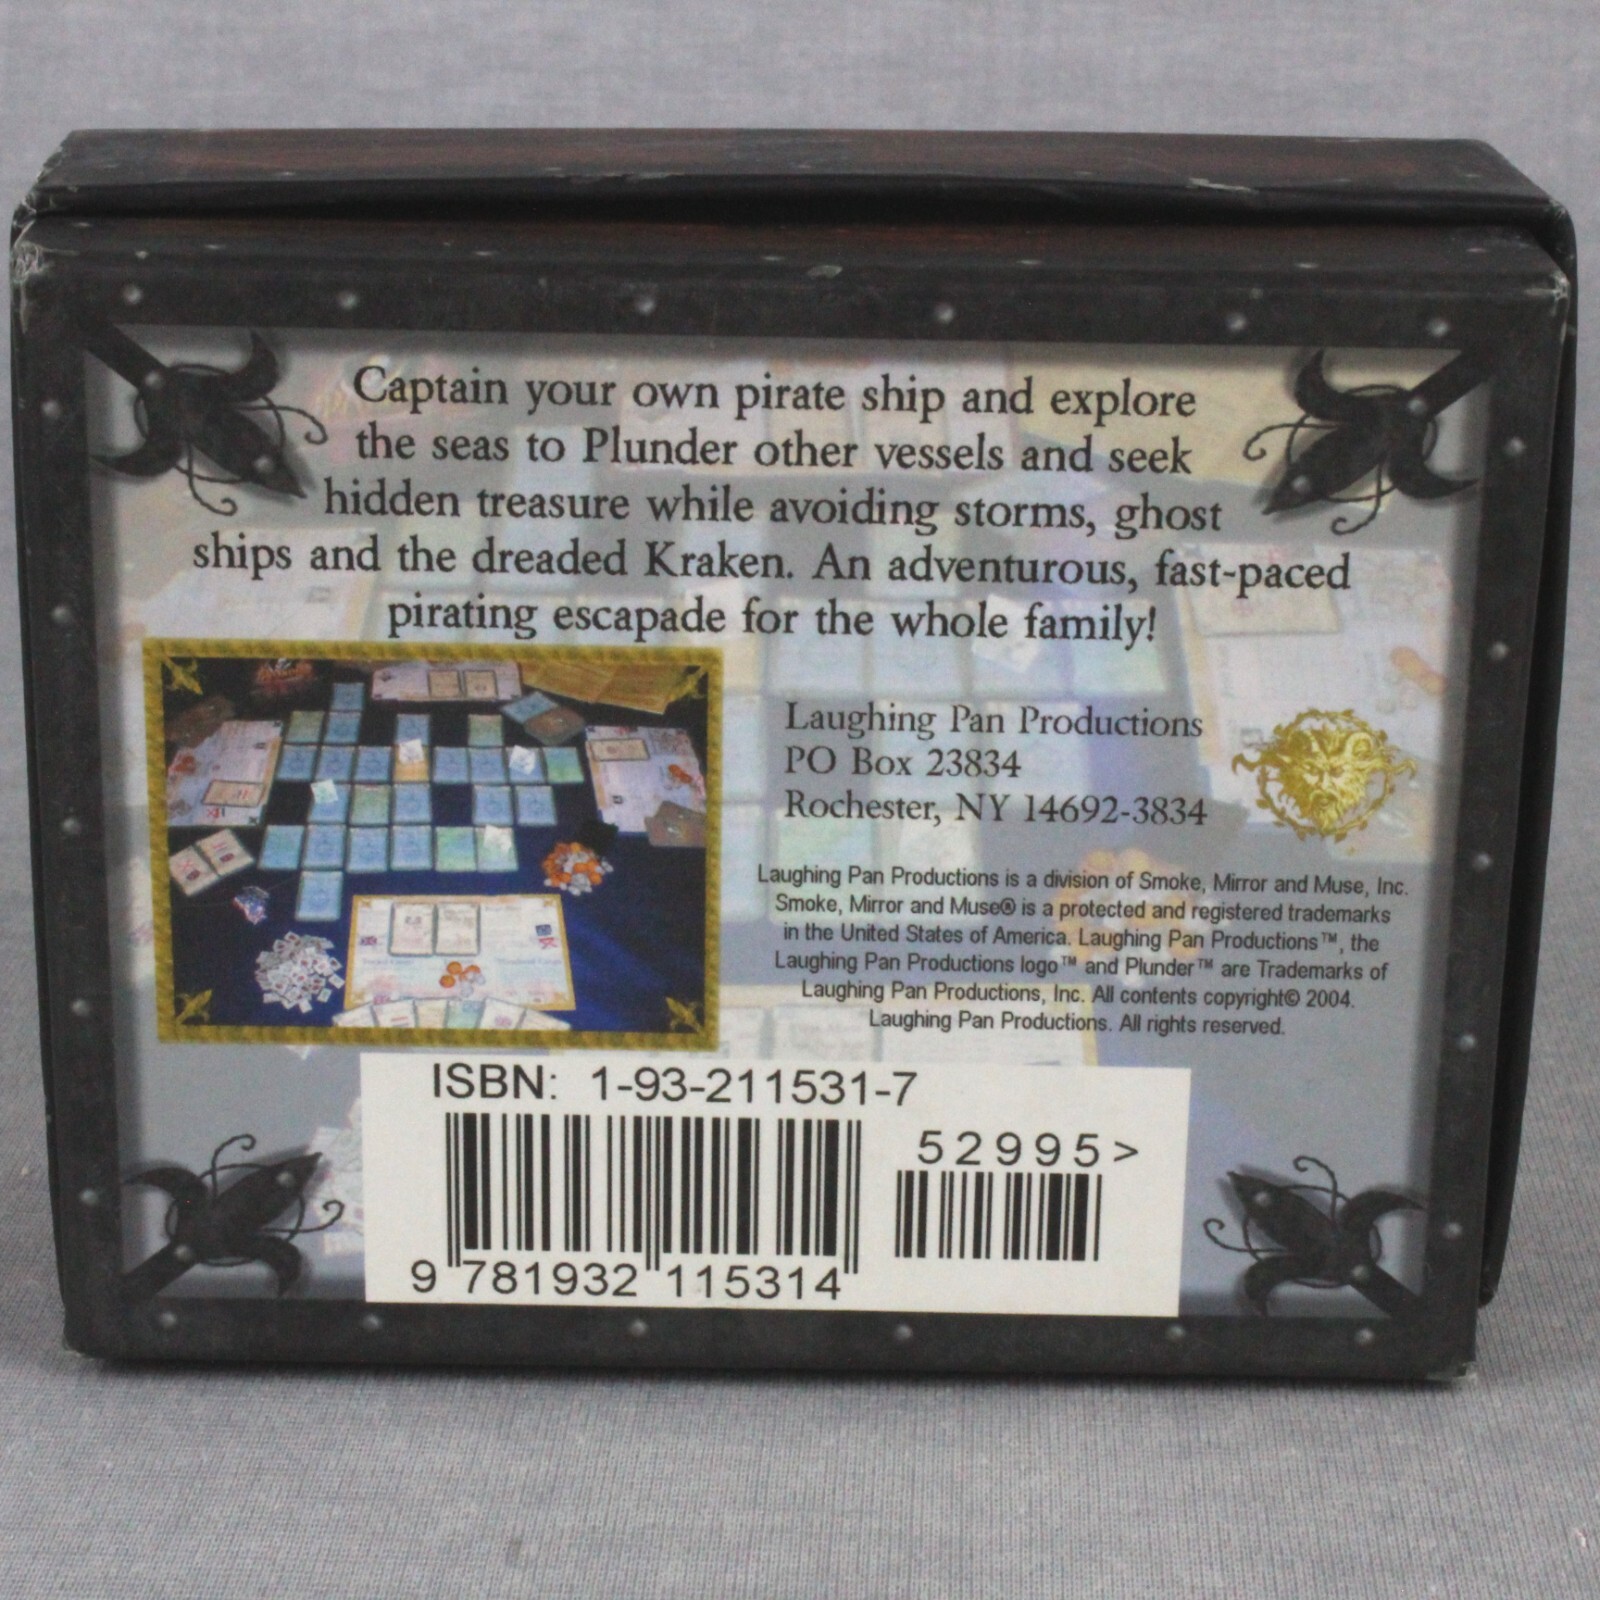 Captain your own pirate ship and explore
the seas to Plunder other vessels and seek
hidden treasure while avoiding storms, ghost
ships and the dreaded Kraken. An adventurous, fast-paced
pirating escapade for the whole family!
Laughing Pan Productions
PO Box 23834
Rochester, NY 14692-3834
Laughing Pan Productions is a division of Smoke, Mirror and Muse, Inc.
Smoke, Mirror and Muse® is a protected and registered trademarks
in the United States of America. Laughing Pan Productions™, the
Laughing Pan Productions logo™ and Plunder™ are Trademarks of
Laughing Pan Productions, Inc. All contents copyright© 2004.
Laughing Pan Productions. All rights reserved.
ISBN: 1-93-211531-7
52995>
9 781932 115314